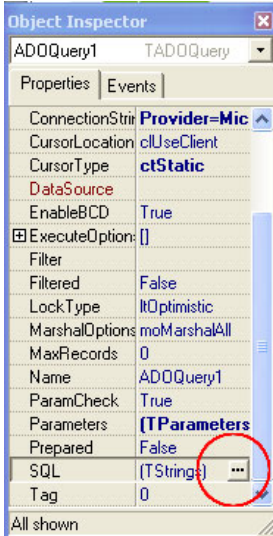 Object Inspector
ADOQuery1 TADOQuery
Properties Events
ConnectionStrin Provider=Mic
CursorLocation clUseClient
CursorType ctStatic
DataSource
EnableBCD True
ExecuteOption: []
Filter
Filtered False
LockType ltOptimistic
MarshalOptions moMarshalAll
MaxRecords 0
Name ADOQuery1
ParamCheck True
Parameters (TParameters
Prepared False
SQL (TStrings) ...
Tag 0
All shown